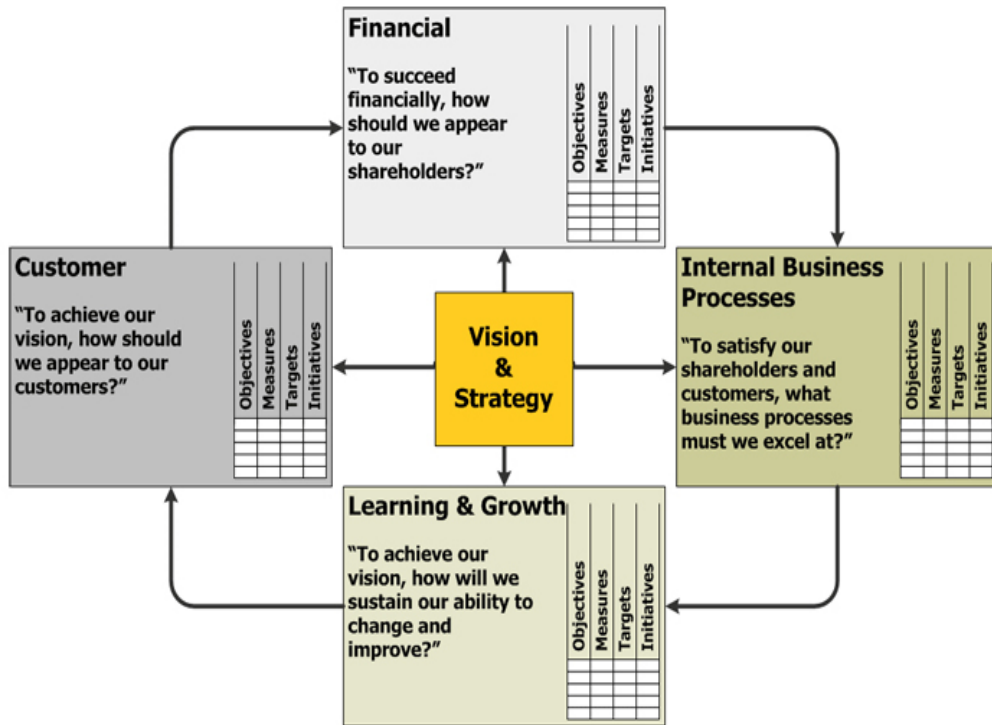 Financial
“To succeed
financially, how
should we appear
to our
shareholders?”
Objectives
Measures
Targets
Initiatives
Customer
“To achieve our
vision, how should
we appear to our
customers?”
Objectives
Measures
Targets
Initiatives
Vision
&
Strategy
Internal Business
Processes
“To satisfy our
shareholders and
customers, what
business processes
must we excel at?”
Objectives
Measures
Targets
Initiatives
Learning & Growth
“To achieve our
vision, how will we
sustain our ability to
change and
improve?”
Objectives
Measures
Targets
Initiatives